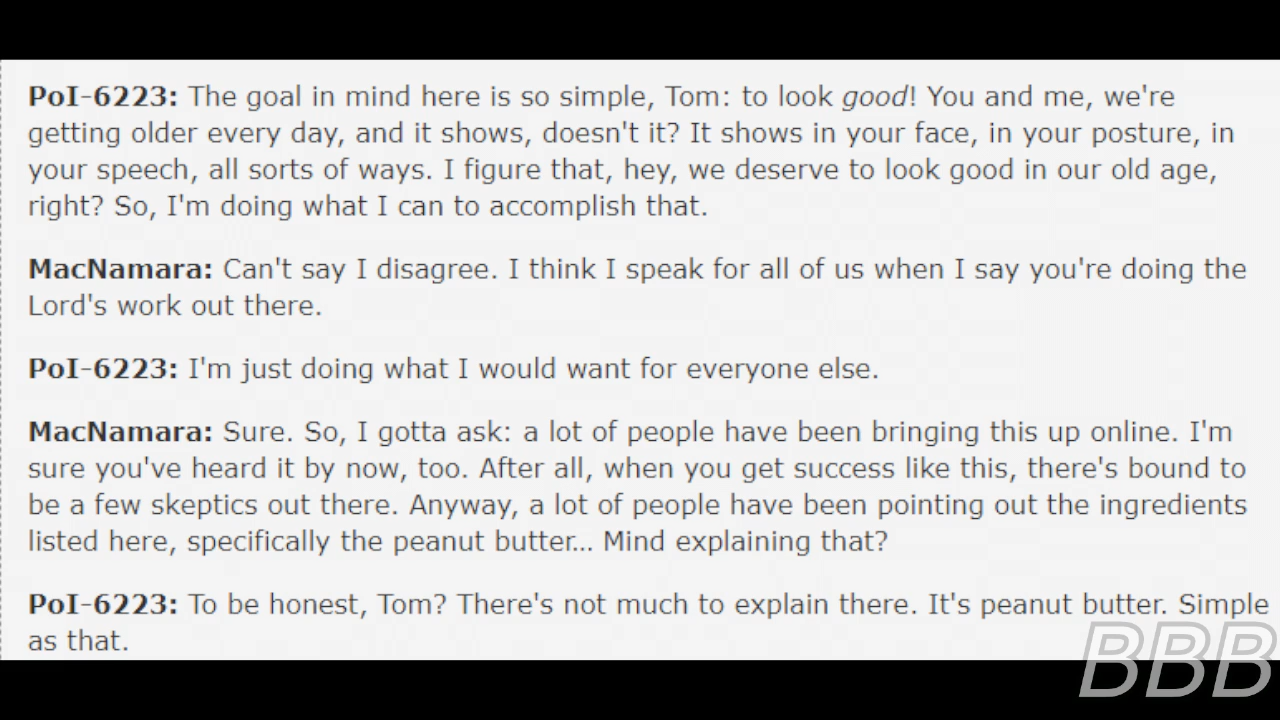 PoI-6223: The goal in mind here is so simple, Tom: to look good! You and me, we're
getting older every day, and it shows, doesn't it? It shows in your face, in your posture, in
your speech, all sorts of ways. I figure that, hey, we deserve to look good in our old age,
right? So, I'm doing what I can to accomplish that.
MacNamara: Can't say I disagree. I think I speak for all of us when I say you're doing the
Lord's work out there.
PoI-6223: I'm just doing what I would want for everyone else.
MacNamara: Sure. So, I gotta ask: a lot of people have been bringing this up online. I'm
sure you've heard it by now, too. After all, when you get success like this, there's bound to
be a few skeptics out there. Anyway, a lot of people have been pointing out the ingredients
listed here, specifically the peanut butter... Mind explaining that?
PoI-6223: To be honest, Tom? There's not much to explain there. It's peanut butter. Simple
as that.
BBB